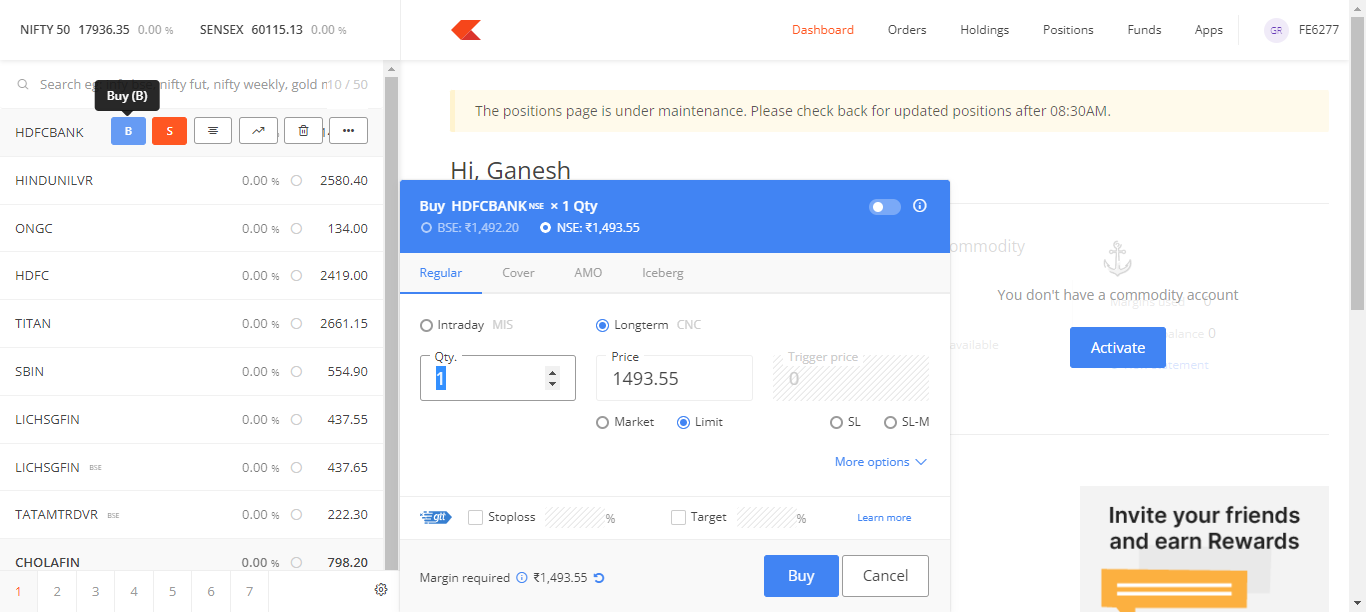 NIFTY 50 17936.35 0.00 % SENSEX 60115.13 0.00 %
Dashboard Orders Holdings Positions Funds Apps GR FE6277
Search eg: nifty fut, nifty weekly, gold 10 / 50
Buy (B)
HDFCBANK B S
HINDUNILVR 0.00 % 2580.40
ONGC 0.00 % 134.00
HDFC 0.00 % 2419.00
TITAN 0.00 % 2661.15
SBIN 0.00 % 554.90
LICHSGFIN 0.00 % 437.55
LICHSGFIN BSE 0.00 % 437.65
TATAMTRDVR BSE 0.00 % 222.30
CHOLAFIN 0.00 % 798.20
1 2 3 4 5 6 7
The positions page is under maintenance. Please check back for updated positions after 08:30AM.
Hi, Ganesh
Buy HDFCBANK NSE × 1 Qty
BSE: ₹1,492.20 NSE: ₹1,493.55
Regular Cover AMO Iceberg
Intraday MIS Longterm CNC
Qty. Price Trigger price
1 1493.55 0
Market Limit SL SL-M
More options
gtt Stoploss % Target % Learn more
Margin required ₹1,493.55
Buy Cancel
ommodity
You don't have a commodity account
0
available
alance 0
Activate
tement
Invite your friends
and earn Rewards